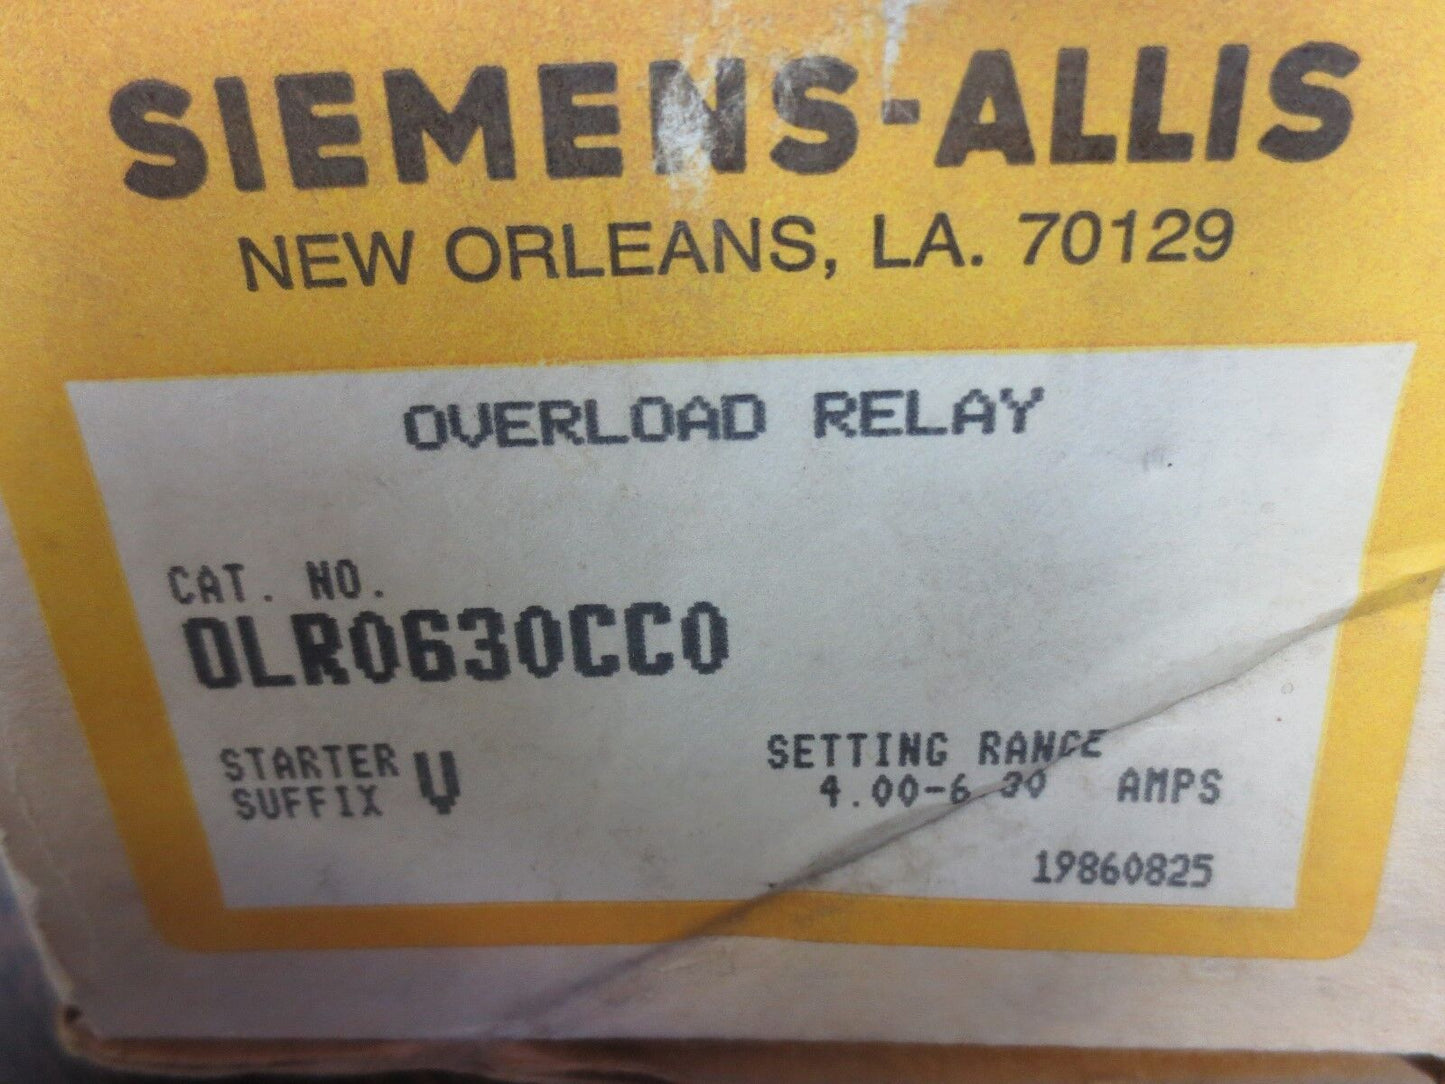 SIEMENS-ALLIS
NEW ORLEANS, LA. 70129
OVERLOAD RELAY
CAT. NO.
OLR0630CC0
STARTER SUFFIX V
SETTING RANGE
4.00-6.30 AMPS
19860825